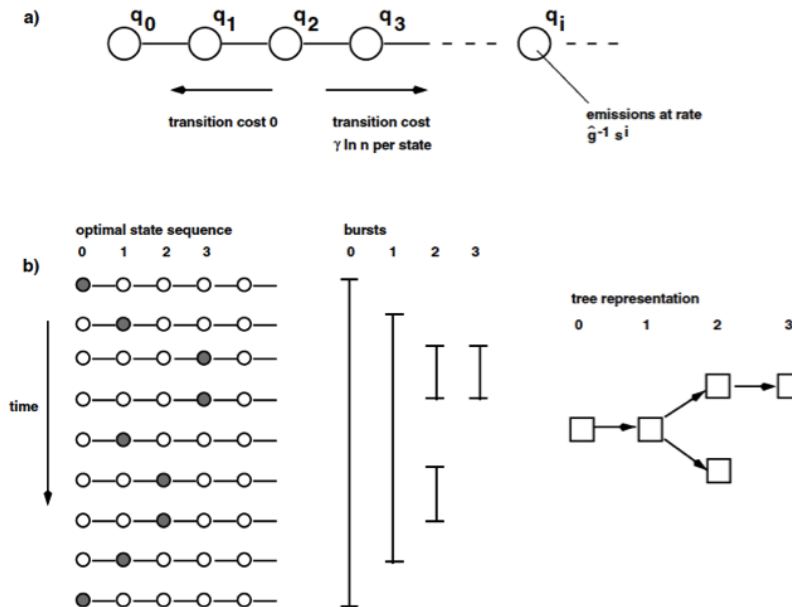 a)
q0 q1 q2 q3 qi
transition cost 0
transition cost
γ ln n per state
emissions at rate
ĝ⁻¹ sⁱ
b)
optimal state sequence
0 1 2 3
time
bursts
0 1 2 3
tree representation
0 1 2 3